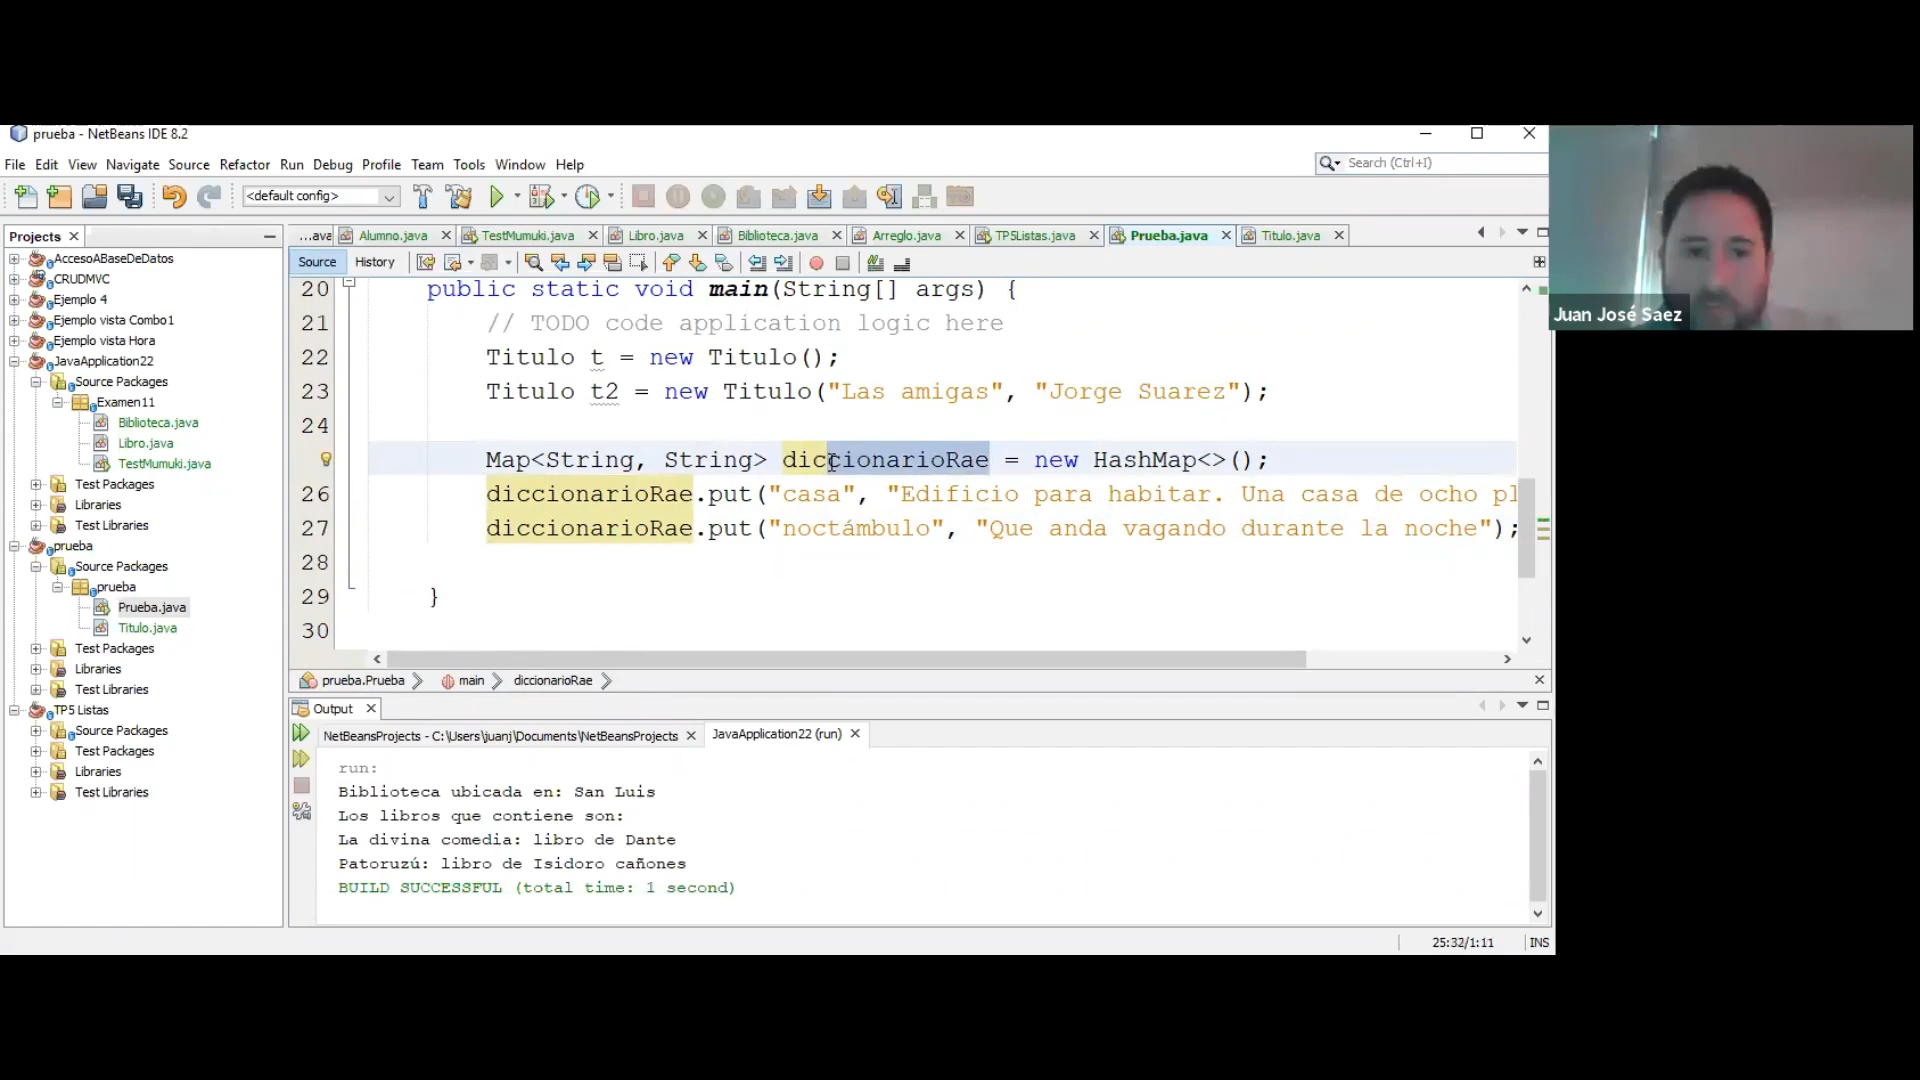 prueba - NetBeans IDE 8.2
File Edit View Navigate Source Refactor Run Debug Profile Team Tools Window Help
Search (Ctrl+I)
<default config>
Projects
...ava Alumno.java TestMumuki.java Libro.java Biblioteca.java Arreglo.java TP5Listas.java Prueba.java Titulo.java
Source History
AccesoABaseDeDatos
CRUDMVC
Ejemplo 4
Ejemplo vista Combo1
Ejemplo vista Hora
JavaApplication22
Source Packages
Examen11
Biblioteca.java
Libro.java
TestMumuki.java
Test Packages
Libraries
Test Libraries
prueba
Source Packages
prueba
Prueba.java
Titulo.java
Test Packages
Libraries
Test Libraries
TP5 Listas
Source Packages
Test Packages
Libraries
Test Libraries
20 public static void main(String[] args) {
21 // TODO code application logic here
22 Titulo t = new Titulo();
23 Titulo t2 = new Titulo("Las amigas", "Jorge Suarez");
24
Map<String, String> diccionarioRae = new HashMap<>();
26 diccionarioRae.put("casa", "Edificio para habitar. Una casa de ocho pl
27 diccionarioRae.put("noctámbulo", "Que anda vagando durante la noche");
28
29 }
30
prueba.Prueba main diccionarioRae
Output
NetBeansProjects - C:\Users\juanj\Documents\NetBeansProjects JavaApplication22 (run)
run:
Biblioteca ubicada en: San Luis
Los libros que contiene son:
La divina comedia: libro de Dante
Patoruzú: libro de Isidoro cañones
BUILD SUCCESSFUL (total time: 1 second)
25:32/1:11 INS
Juan José Saez